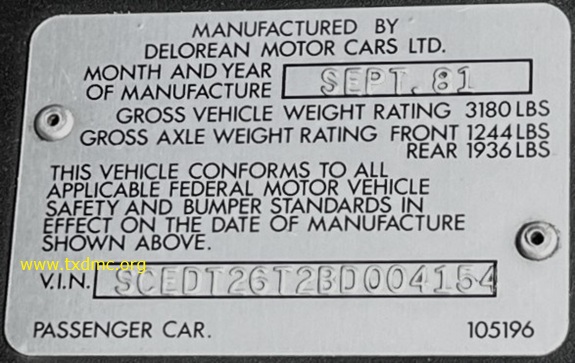 MANUFACTURED BY
DELOREAN MOTOR CARS LTD.
MONTH AND YEAR
OF MANUFACTURE SEPT. 81
GROSS VEHICLE WEIGHT RATING 3180 LBS
GROSS AXLE WEIGHT RATING FRONT 1244 LBS
REAR 1936 LBS
THIS VEHICLE CONFORMS TO ALL
APPLICABLE FEDERAL MOTOR VEHICLE
SAFETY AND BUMPER STANDARDS IN
EFFECT ON THE DATE OF MANUFACTURE
SHOWN ABOVE.
www.txdmc.org
V.I.N. SCEDT26T2BD004154
PASSENGER CAR. 105196